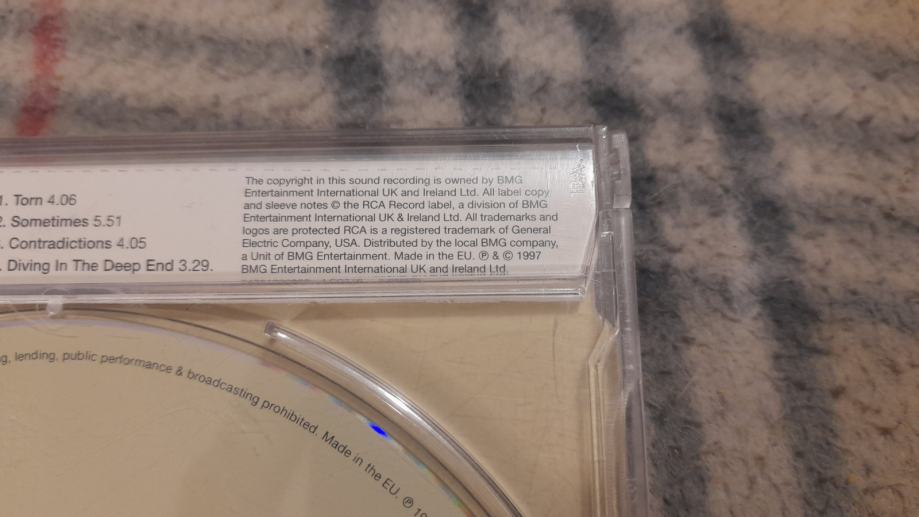 1. Torn 4.06
2. Sometimes 5.51
. Contradictions 4.05
. Diving In The Deep End 3.29.
The copyright in this sound recording is owned by BMG
Entertainment International UK and Ireland Ltd. All label copy
and sleeve notes © the RCA Record label, a division of BMG
Entertainment International UK & Ireland Ltd. All trademarks and
logos are protected RCA is a registered trademark of General
Electric Company, USA. Distributed by the local BMG company,
a Unit of BMG Entertainment. Made in the EU. ℗ & © 1997
BMG Entertainment International UK and Ireland Ltd.
g, lending, public performance & broadcasting prohibited. Made in the EU. ℗ 19